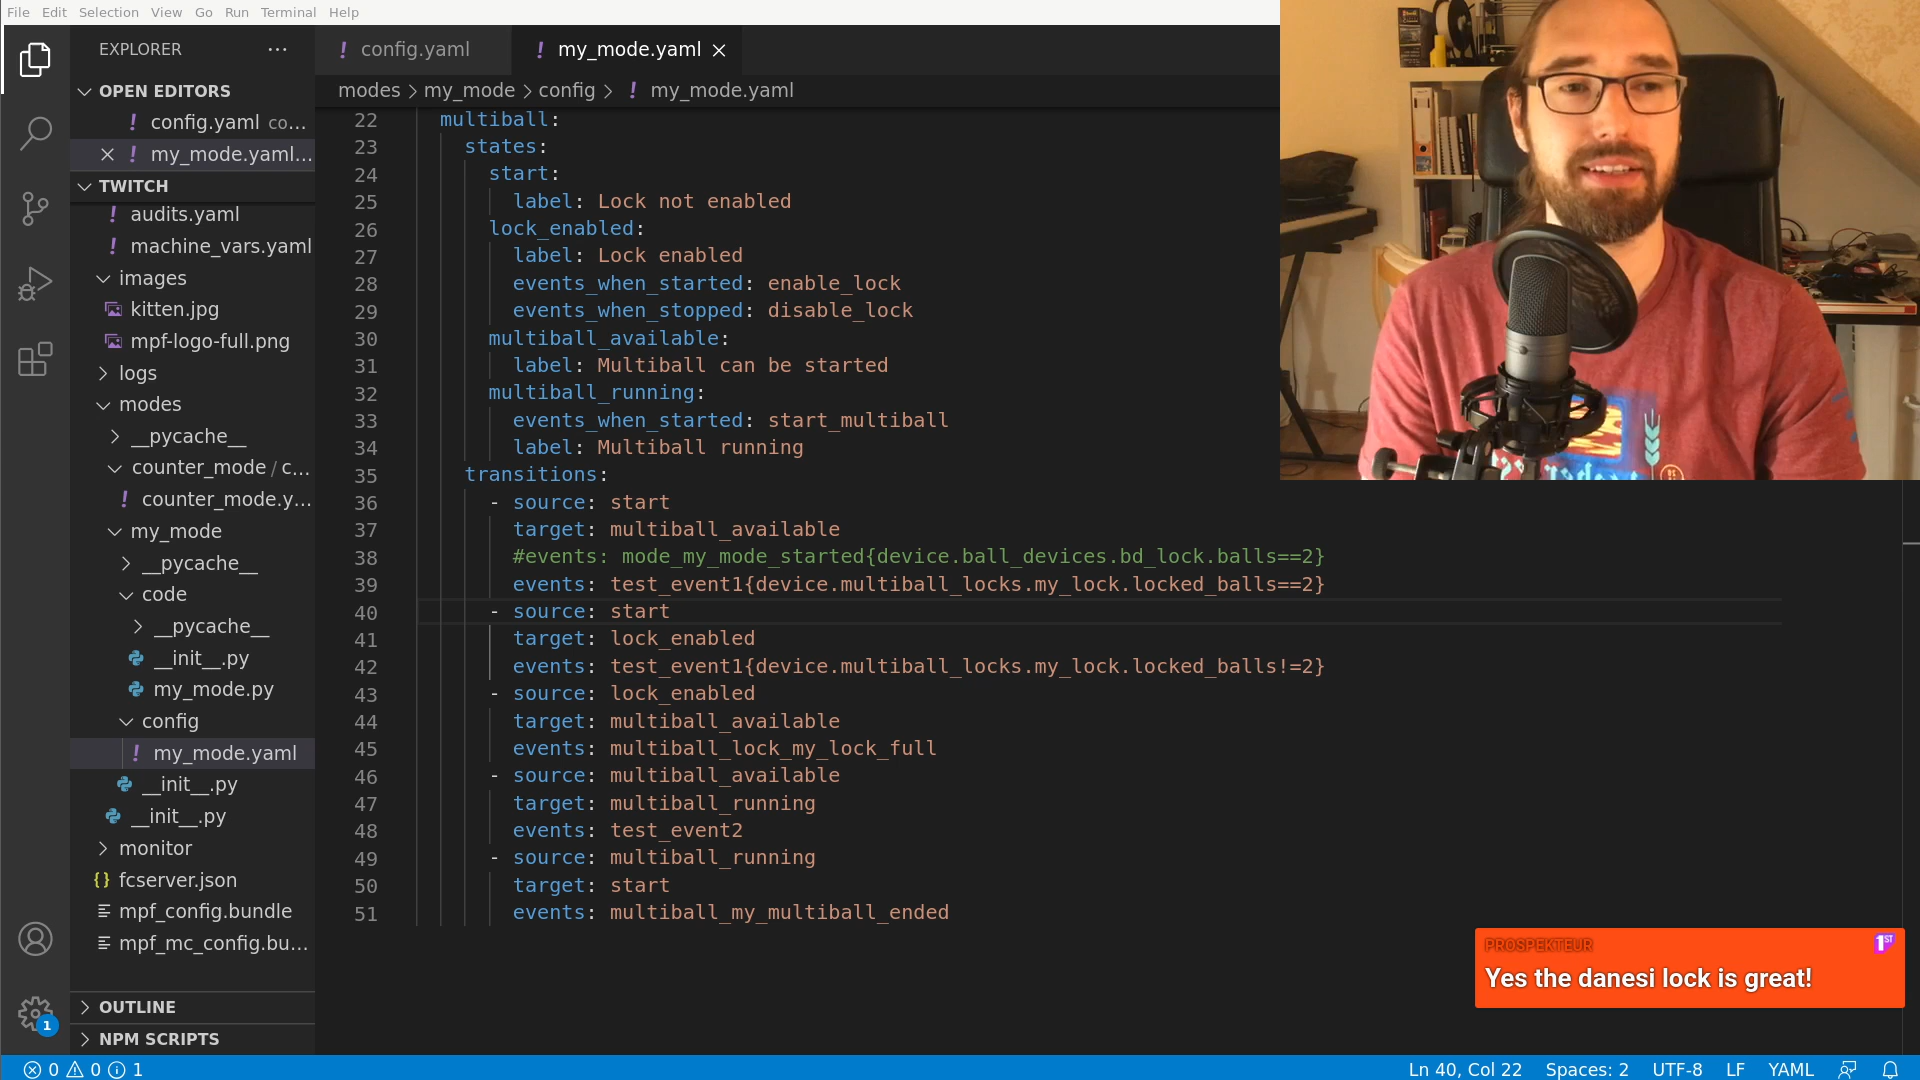 File Edit Selection View Go Run Terminal Help
EXPLORER
OPEN EDITORS
config.yaml co...
my_mode.yaml...
TWITCH
audits.yaml
machine_vars.yaml
images
kitten.jpg
mpf-logo-full.png
logs
modes
__pycache__
counter_mode / c...
counter_mode.y...
my_mode
__pycache__
code
__pycache__
__init__.py
my_mode.py
config
my_mode.yaml
__init__.py
__init__.py
monitor
fcserver.json
mpf_config.bundle
mpf_mc_config.bu...
OUTLINE
NPM SCRIPTS
1
config.yaml
my_mode.yaml
modes > my_mode > config > ! my_mode.yaml
22 multiball:
23 states:
24 start:
25 label: Lock not enabled
26 lock_enabled:
27 label: Lock enabled
28 events_when_started: enable_lock
29 events_when_stopped: disable_lock
30 multiball_available:
31 label: Multiball can be started
32 multiball_running:
33 events_when_started: start_multiball
34 label: Multiball running
35 transitions:
36 - source: start
37 target: multiball_available
38 #events: mode_my_mode_started{device.ball_devices.bd_lock.balls==2}
39 events: test_event1{device.multiball_locks.my_lock.locked_balls==2}
40 - source: start
41 target: lock_enabled
42 events: test_event1{device.multiball_locks.my_lock.locked_balls!=2}
43 - source: lock_enabled
44 target: multiball_available
45 events: multiball_lock_my_lock_full
46 - source: multiball_available
47 target: multiball_running
48 events: test_event2
49 - source: multiball_running
50 target: start
51 events: multiball_my_multiball_ended
PROSPEKTEUR
1ST
Yes the danesi lock is great!
0 0 1
Ln 40, Col 22 Spaces: 2 UTF-8 LF YAML